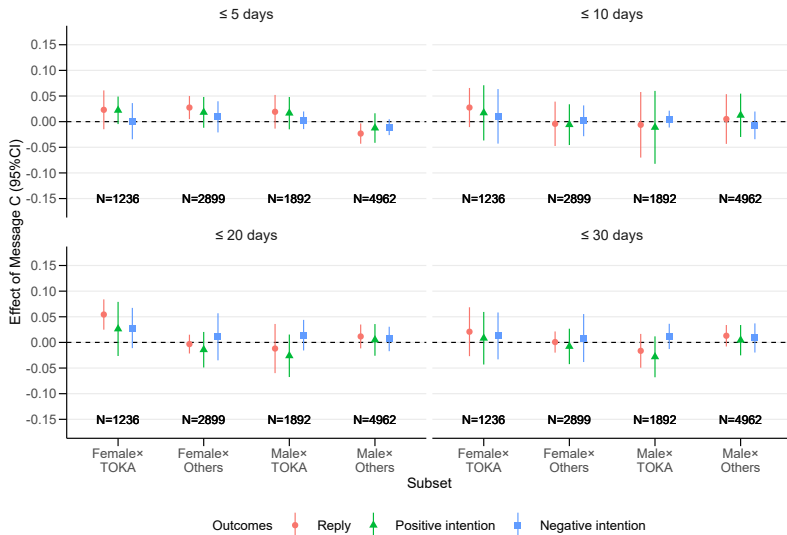 ≤ 5 days
≤ 10 days
0.15
0.10
0.05
0.00
-0.05
-0.10
-0.15
N=1236 N=2899 N=1892 N=4962
N=1236 N=2899 N=1892 N=4962
≤ 20 days
≤ 30 days
0.15
0.10
0.05
0.00
-0.05
-0.10
-0.15
N=1236 N=2899 N=1892 N=4962
N=1236 N=2899 N=1892 N=4962
Effect of Message C (95%CI)
Female× Female× Male× Male×
TOKA Others TOKA Others
Female× Female× Male× Male×
TOKA Others TOKA Others
Subset
Outcomes Reply Positive intention Negative intention